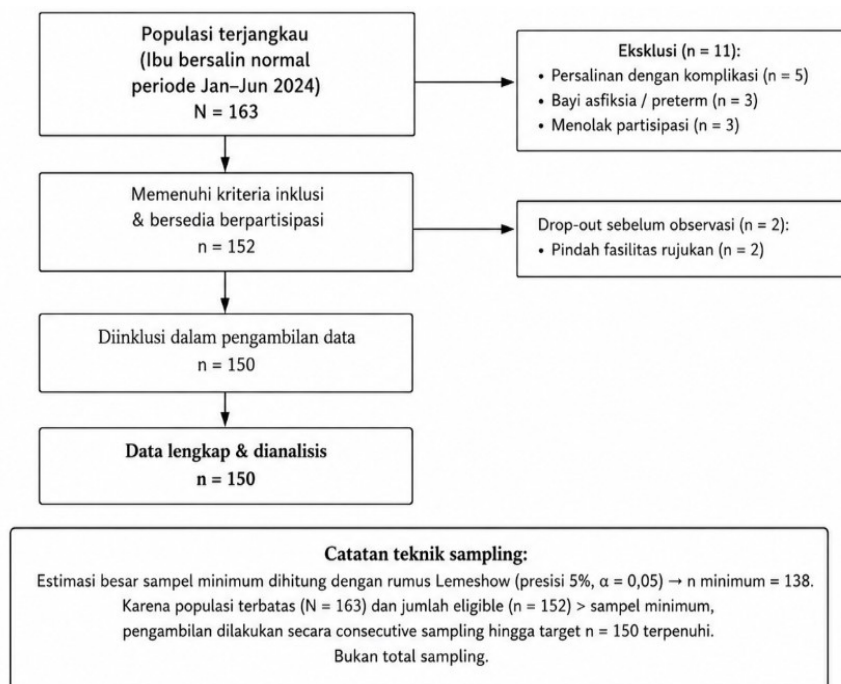 Populasi terjangkau
(Ibu bersalin normal
periode Jan–Jun 2024)
N = 163
Eksklusi (n = 11):
• Persalinan dengan komplikasi (n = 5)
• Bayi asfiksia / preterm (n = 3)
• Menolak partisipasi (n = 3)
Memenuhi kriteria inklusi
& bersedia berpartisipasi
n = 152
Drop-out sebelum observasi (n = 2):
• Pindah fasilitas rujukan (n = 2)
Diinklusi dalam pengambilan data
n = 150
Data lengkap & dianalisis
n = 150
Catatan teknik sampling:
Estimasi besar sampel minimum dihitung dengan rumus Lemeshow (presisi 5%, α = 0,05) → n minimum = 138.
Karena populasi terbatas (N = 163) dan jumlah eligible (n = 152) > sampel minimum,
pengambilan dilakukan secara consecutive sampling hingga target n = 150 terpenuhi.
Bukan total sampling.